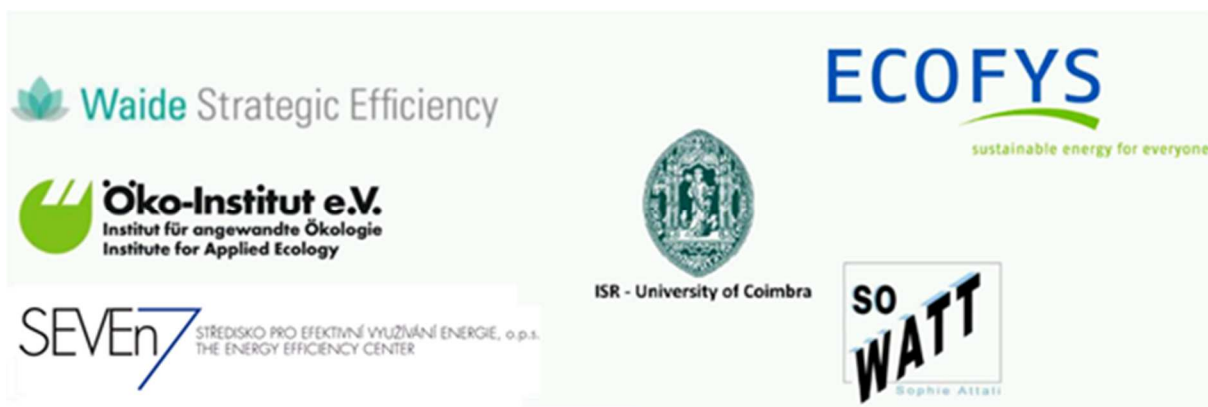 Waide Strategic Efficiency
Öko-Institut e.V.
Institut für angewandte Ökologie
Institute for Applied Ecology
SEVEn7
STŘEDISKO PRO EFEKTIVNÍ VYUŽÍVÁNÍ ENERGIE, o.p.s.
THE ENERGY EFFICIENCY CENTER
ISR - University of Coimbra
ECOFYS
sustainable energy for everyone
SO
WATT
Sophie Attali